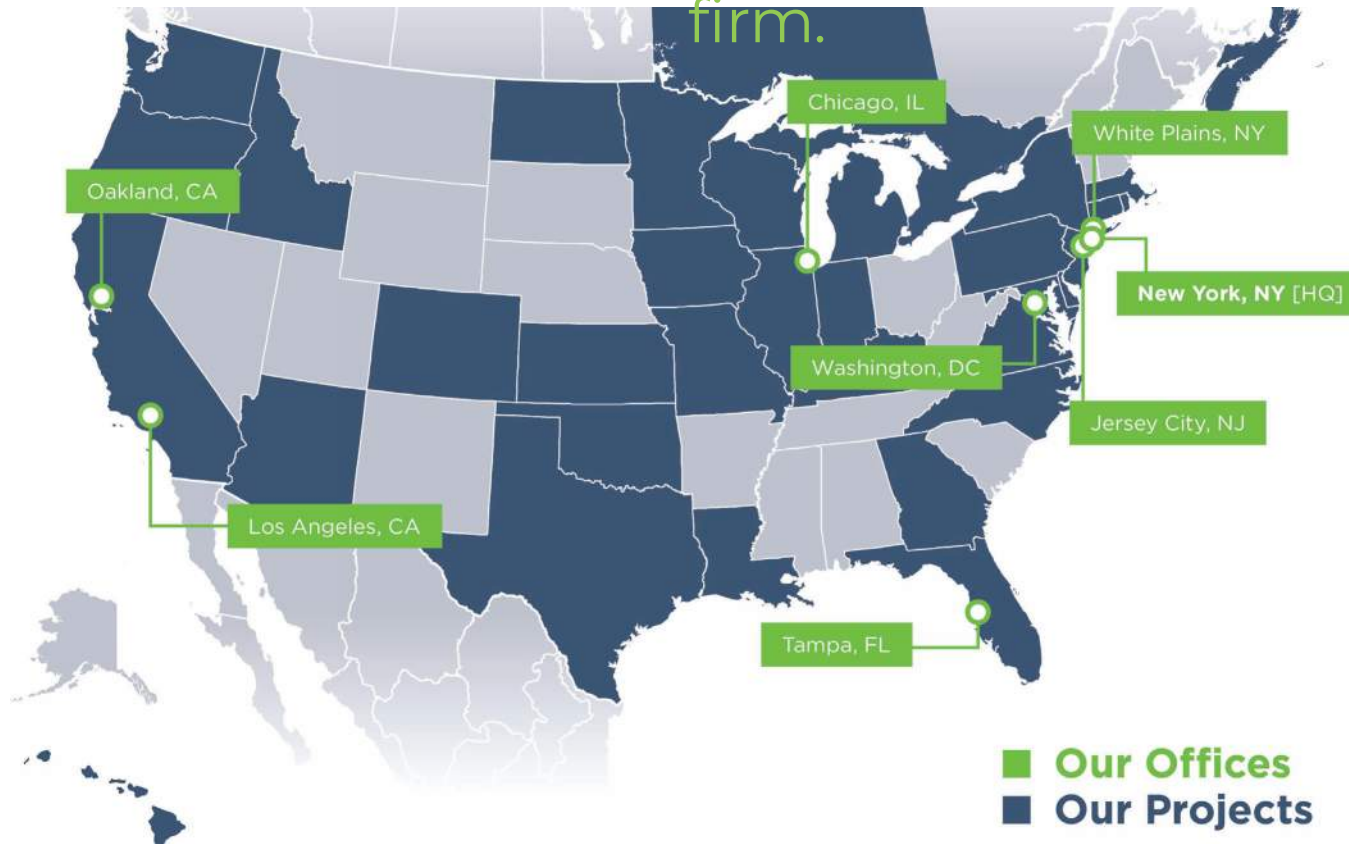 firm.
Chicago, IL
White Plains, NY
Oakland, CA
New York, NY [HQ]
Washington, DC
Jersey City, NJ
Los Angeles, CA
Tampa, FL
Our Offices
Our Projects